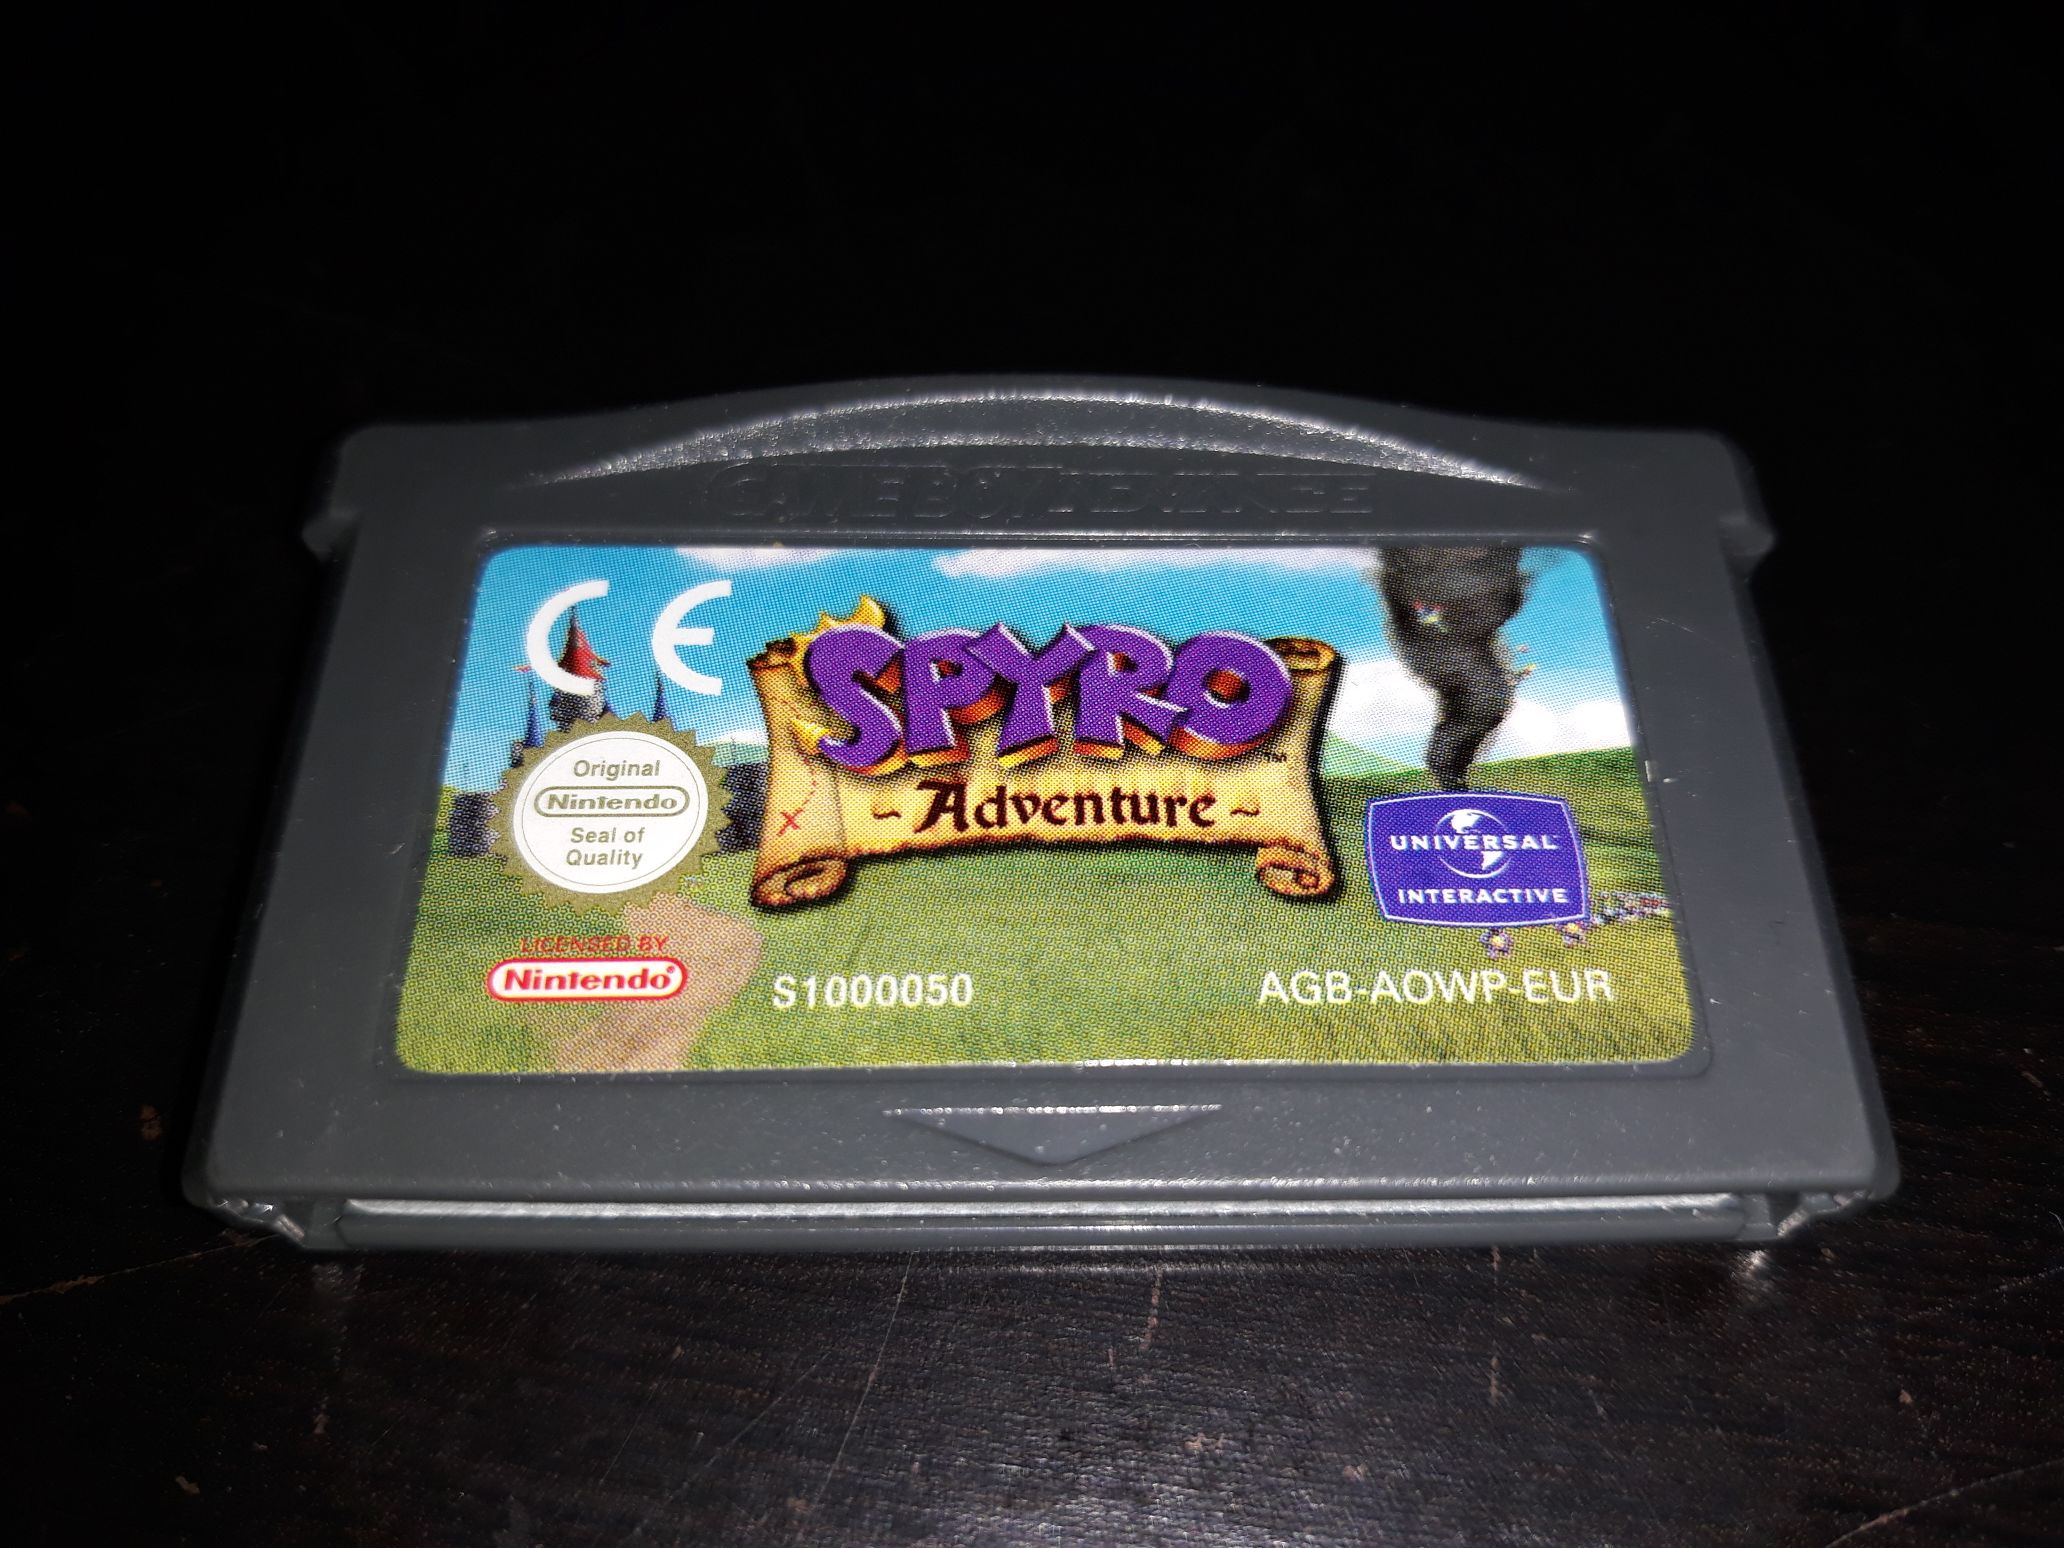 GAME BOY ADVANCE
CE
SPYRO
TM
~ Adventure ~
Original
Nintendo
Seal of
Quality
UNIVERSAL
INTERACTIVE
LICENSED BY
Nintendo®
S1000050
AGB-AOWP-EUR